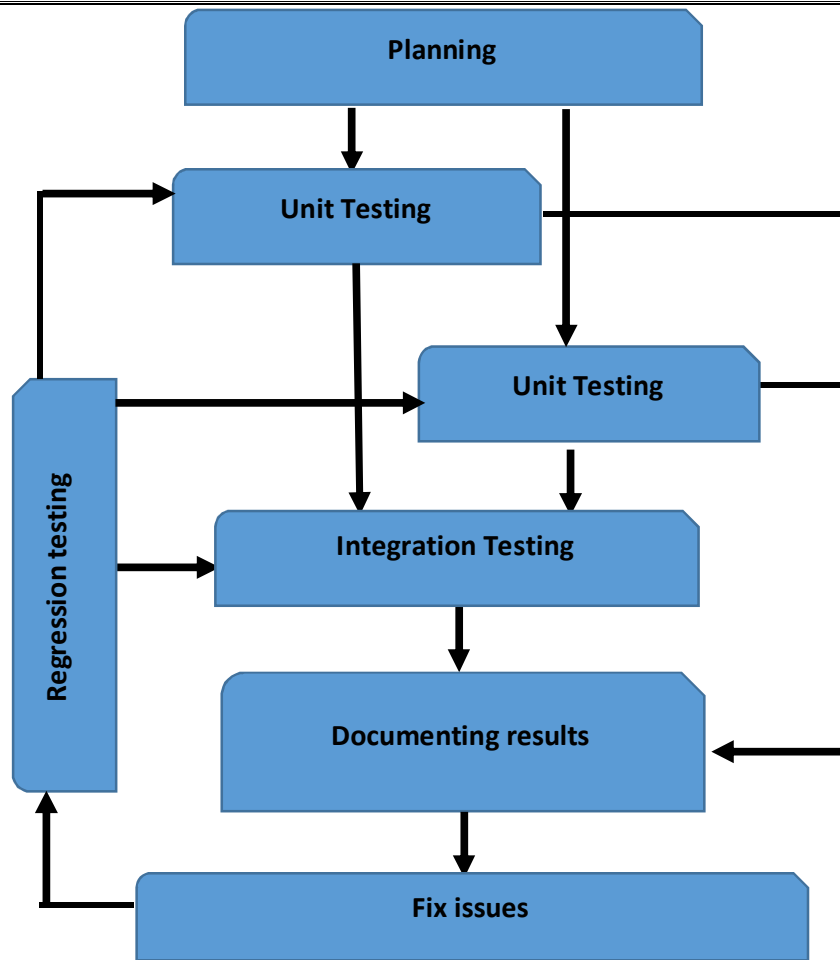 Planning
Unit Testing
Unit Testing
Regression testing
Integration Testing
Documenting results
Fix issues